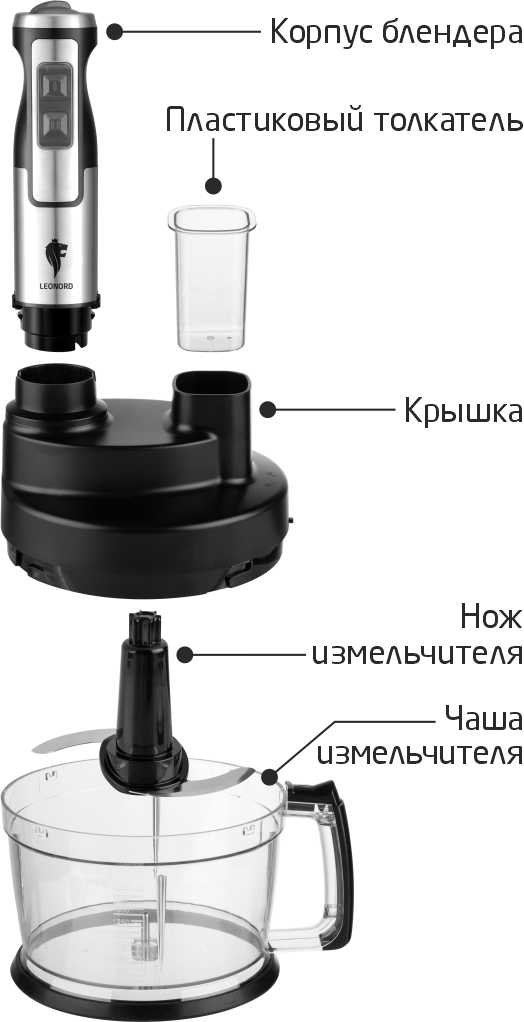 Корпус блендера
Пластиковый толкатель
LEONORD
Крышка
Нож
измельчителя
Чаша
измельчителя